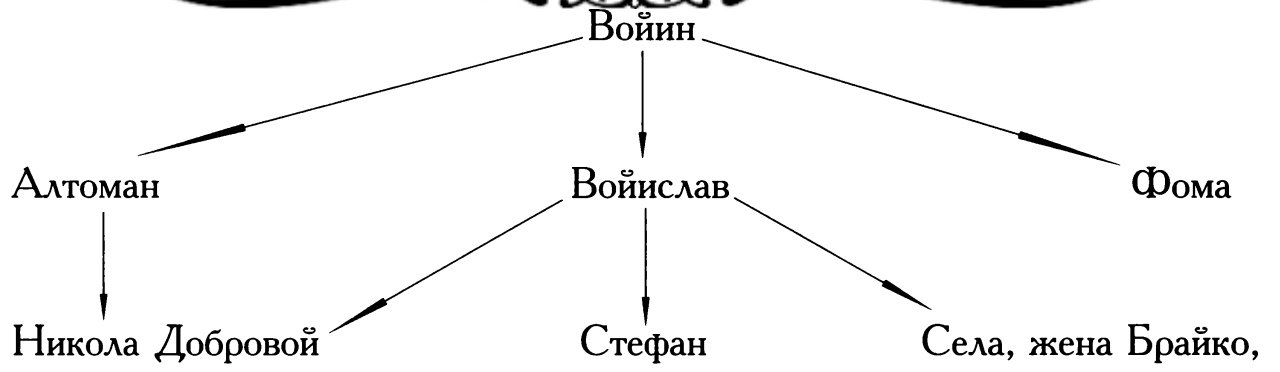 Войин
Алтоман Войислав Фома
Никола Добровой Стефан Села, жена Брайко,